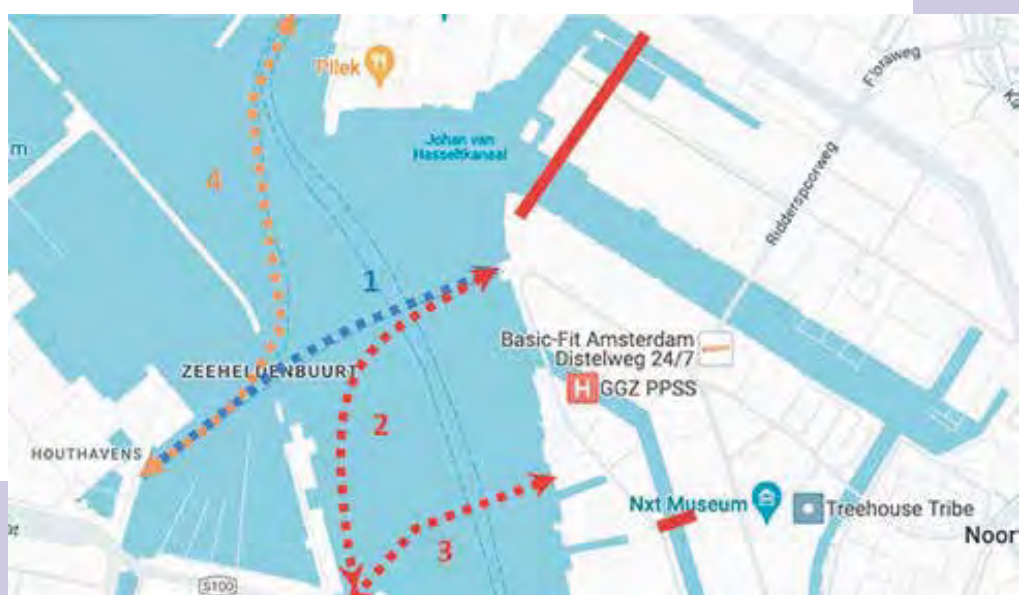 Pllek
Johan van
Hasseltkanaal
Floraweg
m
4
Ridderspoorweg
1
Basic-Fit Amsterdam
Distelweg 24/7
ZEEHELDENBUURT
H
GGZ PPSS
2
HOUTHAVENS
Nxt Museum
Treehouse Tribe
3
Noor
S100